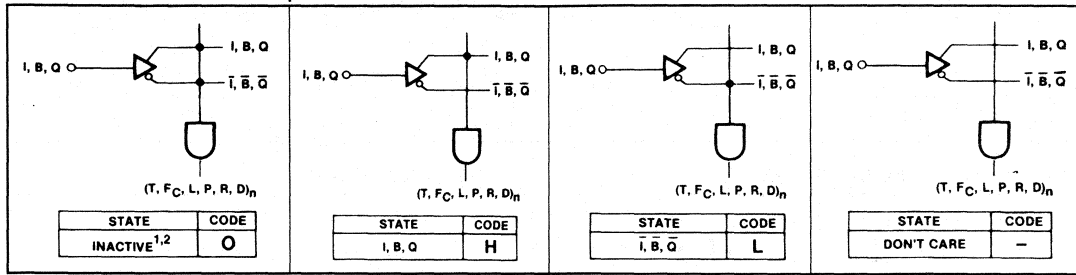 I, B, Q
I, B, Q
I̅, B̅, Q̅
(T, F_C, L, P, R, D)_n
STATE CODE
INACTIVE^1,2 O
I, B, Q
I, B, Q
I̅, B̅, Q̅
(T, F_C, L, P, R, D)_n
STATE CODE
I, B, Q H
I, B, Q
I, B, Q
I̅, B̅, Q̅
(T, F_C, L, P, R, D)_n
STATE CODE
I̅, B̅, Q̅ L
I, B, Q
I, B, Q
I̅, B̅, Q̅
(T, F_C, L, P, R, D)_n
STATE CODE
DON'T CARE –